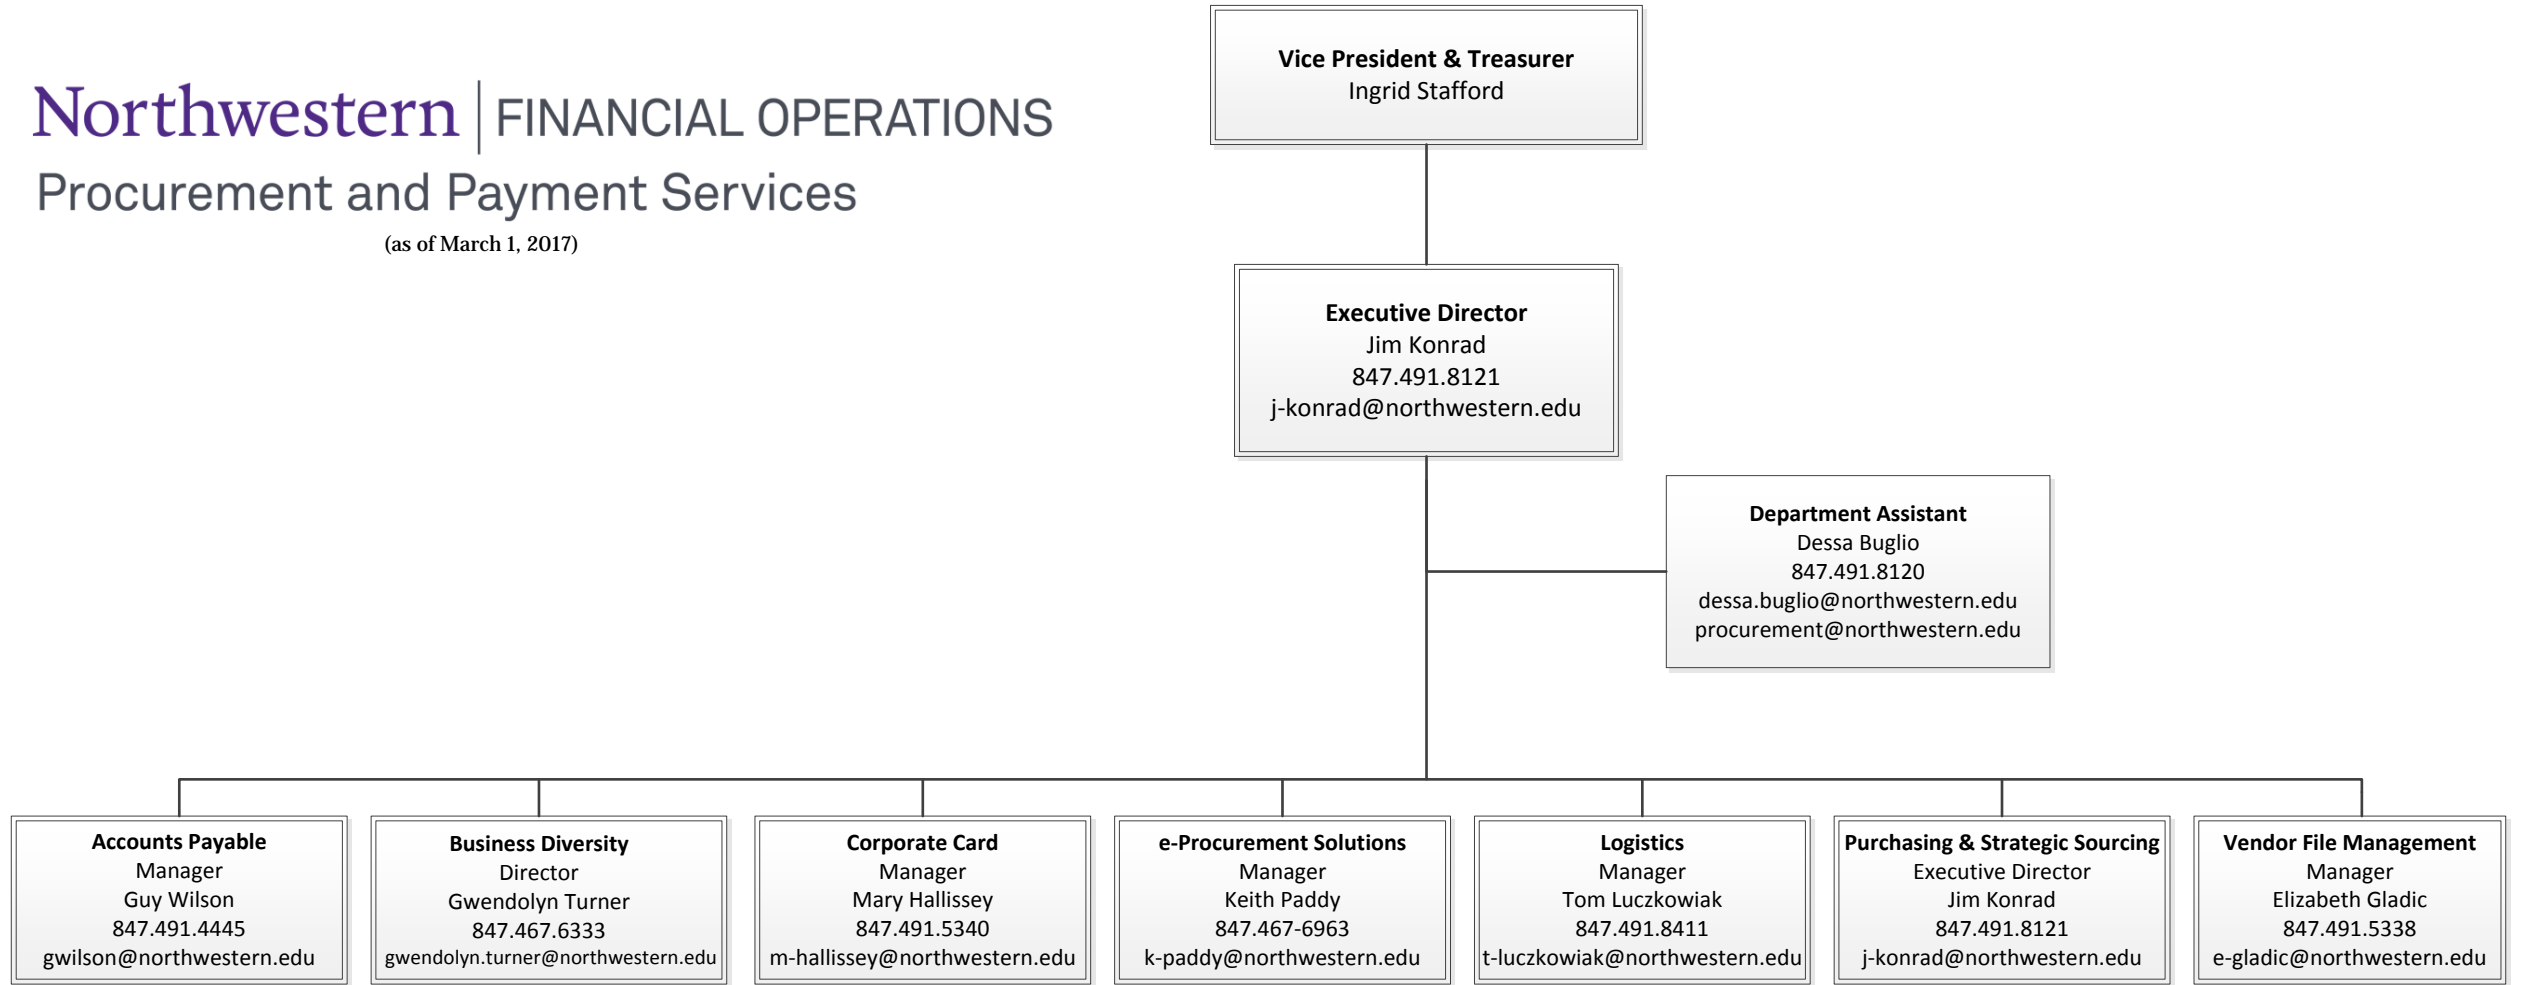 Northwestern | FINANCIAL OPERATIONS
Procurement and Payment Services
(as of March 1, 2017)
Vice President & Treasurer
Ingrid Stafford
Executive Director
Jim Konrad
847.491.8121
j-konrad@northwestern.edu
Department Assistant
Dessa Buglio
847.491.8120
dessa.buglio@northwestern.edu
procurement@northwestern.edu
Accounts Payable
Manager
Guy Wilson
847.491.4445
gwilson@northwestern.edu
Business Diversity
Director
Gwendolyn Turner
847.467.6333
gwendolyn.turner@northwestern.edu
Corporate Card
Manager
Mary Hallissey
847.491.5340
m-hallissey@northwestern.edu
e-Procurement Solutions
Manager
Keith Paddy
847.467-6963
k-paddy@northwestern.edu
Logistics
Manager
Tom Luczkowiak
847.491.8411
t-luczkowiak@northwestern.edu
Purchasing & Strategic Sourcing
Executive Director
Jim Konrad
847.491.8121
j-konrad@northwestern.edu
Vendor File Management
Manager
Elizabeth Gladic
847.491.5338
e-gladic@northwestern.edu